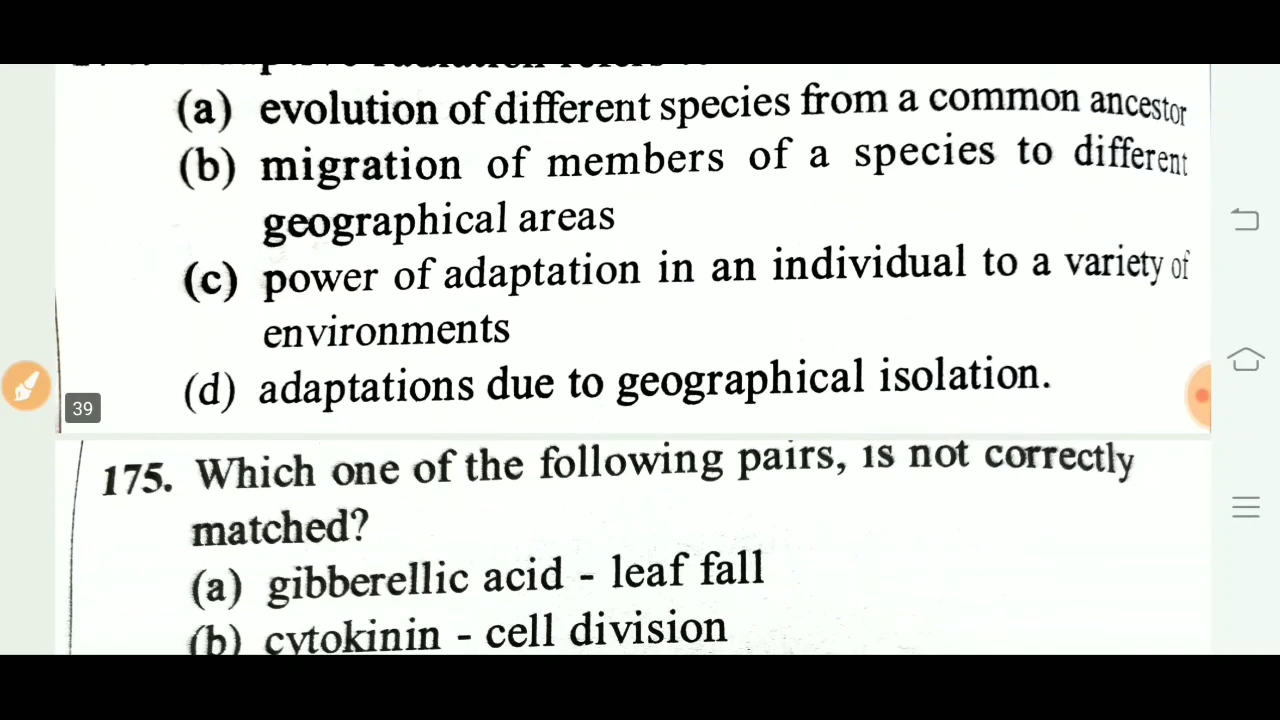 (a) evolution of different species from a common ancestor
(b) migration of members of a species to different
geographical areas
(c) power of adaptation in an individual to a variety of
environments
(d) adaptations due to geographical isolation.
39
175. Which one of the following pairs, is not correctly
matched?
(a) gibberellic acid - leaf fall
(b) cytokinin - cell division